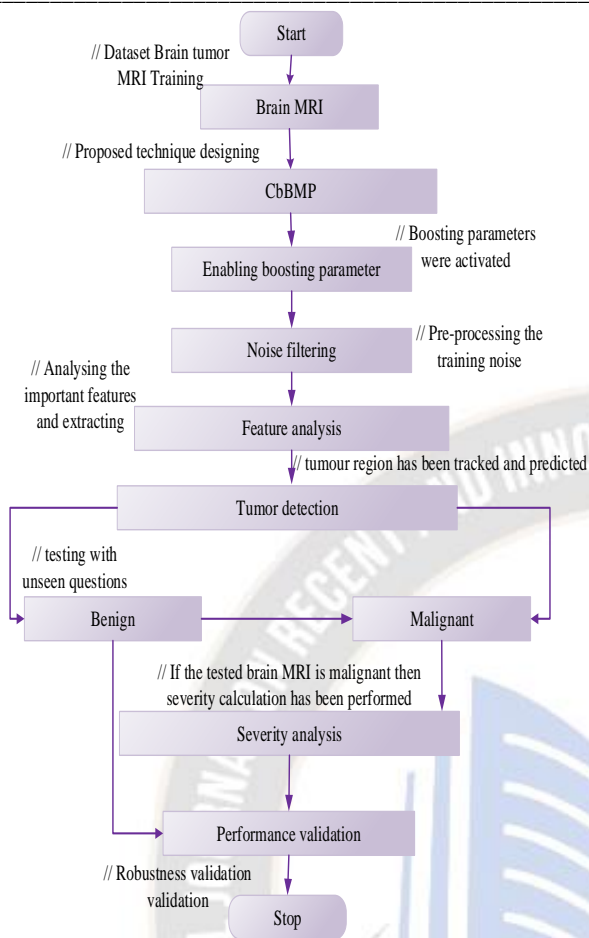 Start
// Dataset Brain tumor
MRI Training
Brain MRI
// Proposed technique designing
CbBMP
// Boosting parameters
were activated
Enabling boosting parameter
Noise filtering
// Pre-processing the
training noise
// Analysing the
important features
and extracting
Feature analysis
// tumour region has been tracked and predicted
Tumor detection
// testing with
unseen questions
Benign
Malignant
// If the tested brain MRI is malignant then
severity calculation has been performed
Severity analysis
Performance validation
// Robustness validation
validation
Stop
RECENT AND INNO